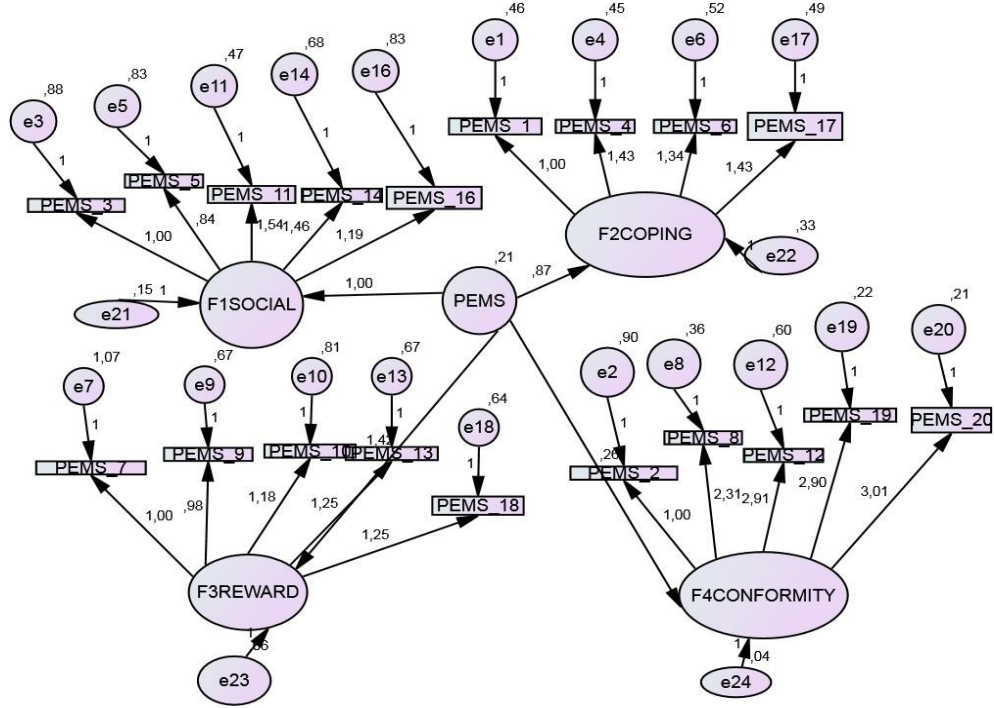 ,46
,45
,52
,49
e1
e4
e6
e17
1
1
1
1
PEMS_1
PEMS_4
PEMS_6
PEMS_17
1,00
1,43
1,34
1,43
F2COPING
1
,33
e22
,88
,83
,47
,68
,83
e3
e5
e11
e14
e16
1
1
1
1
1
PEMS_3
PEMS_5
PEMS_11
PEMS_14
PEMS_16
1,00
,84
1,54
1,46
1,19
F1SOCIAL
,15
1
e21
1,00
,21
PEMS
,87
1,07
,67
,81
,67
,64
e7
e9
e10
e13
e18
1
1
1
1
1
PEMS_7
PEMS_9
PEMS_10
PEMS_13
PEMS_18
1,42
1,00
,98
1,18
1,25
1,25
F3REWARD
1
e23
,90
,36
,60
,22
,21
e2
e8
e12
e19
e20
1
1
1
1
1
PEMS_2
PEMS_8
PEMS_12
PEMS_19
PEMS_20
,26
1,00
2,31
2,91
2,90
3,01
F4CONFORMITY
1
,04
e24